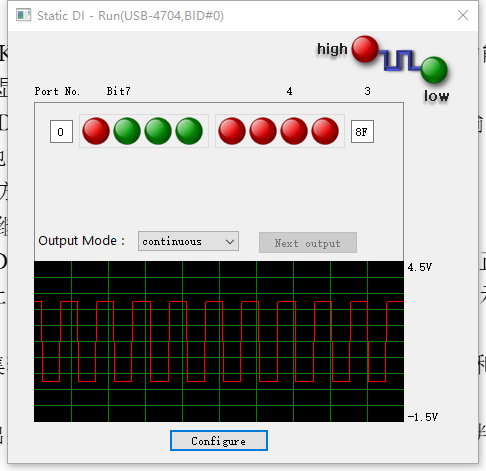 Static DI - Run(USB-4704,BID#0)
high
low
Port No. Bit7 4 3
0 8F
Output Mode : continuous Next output
4.5V
-1.5V
Configure